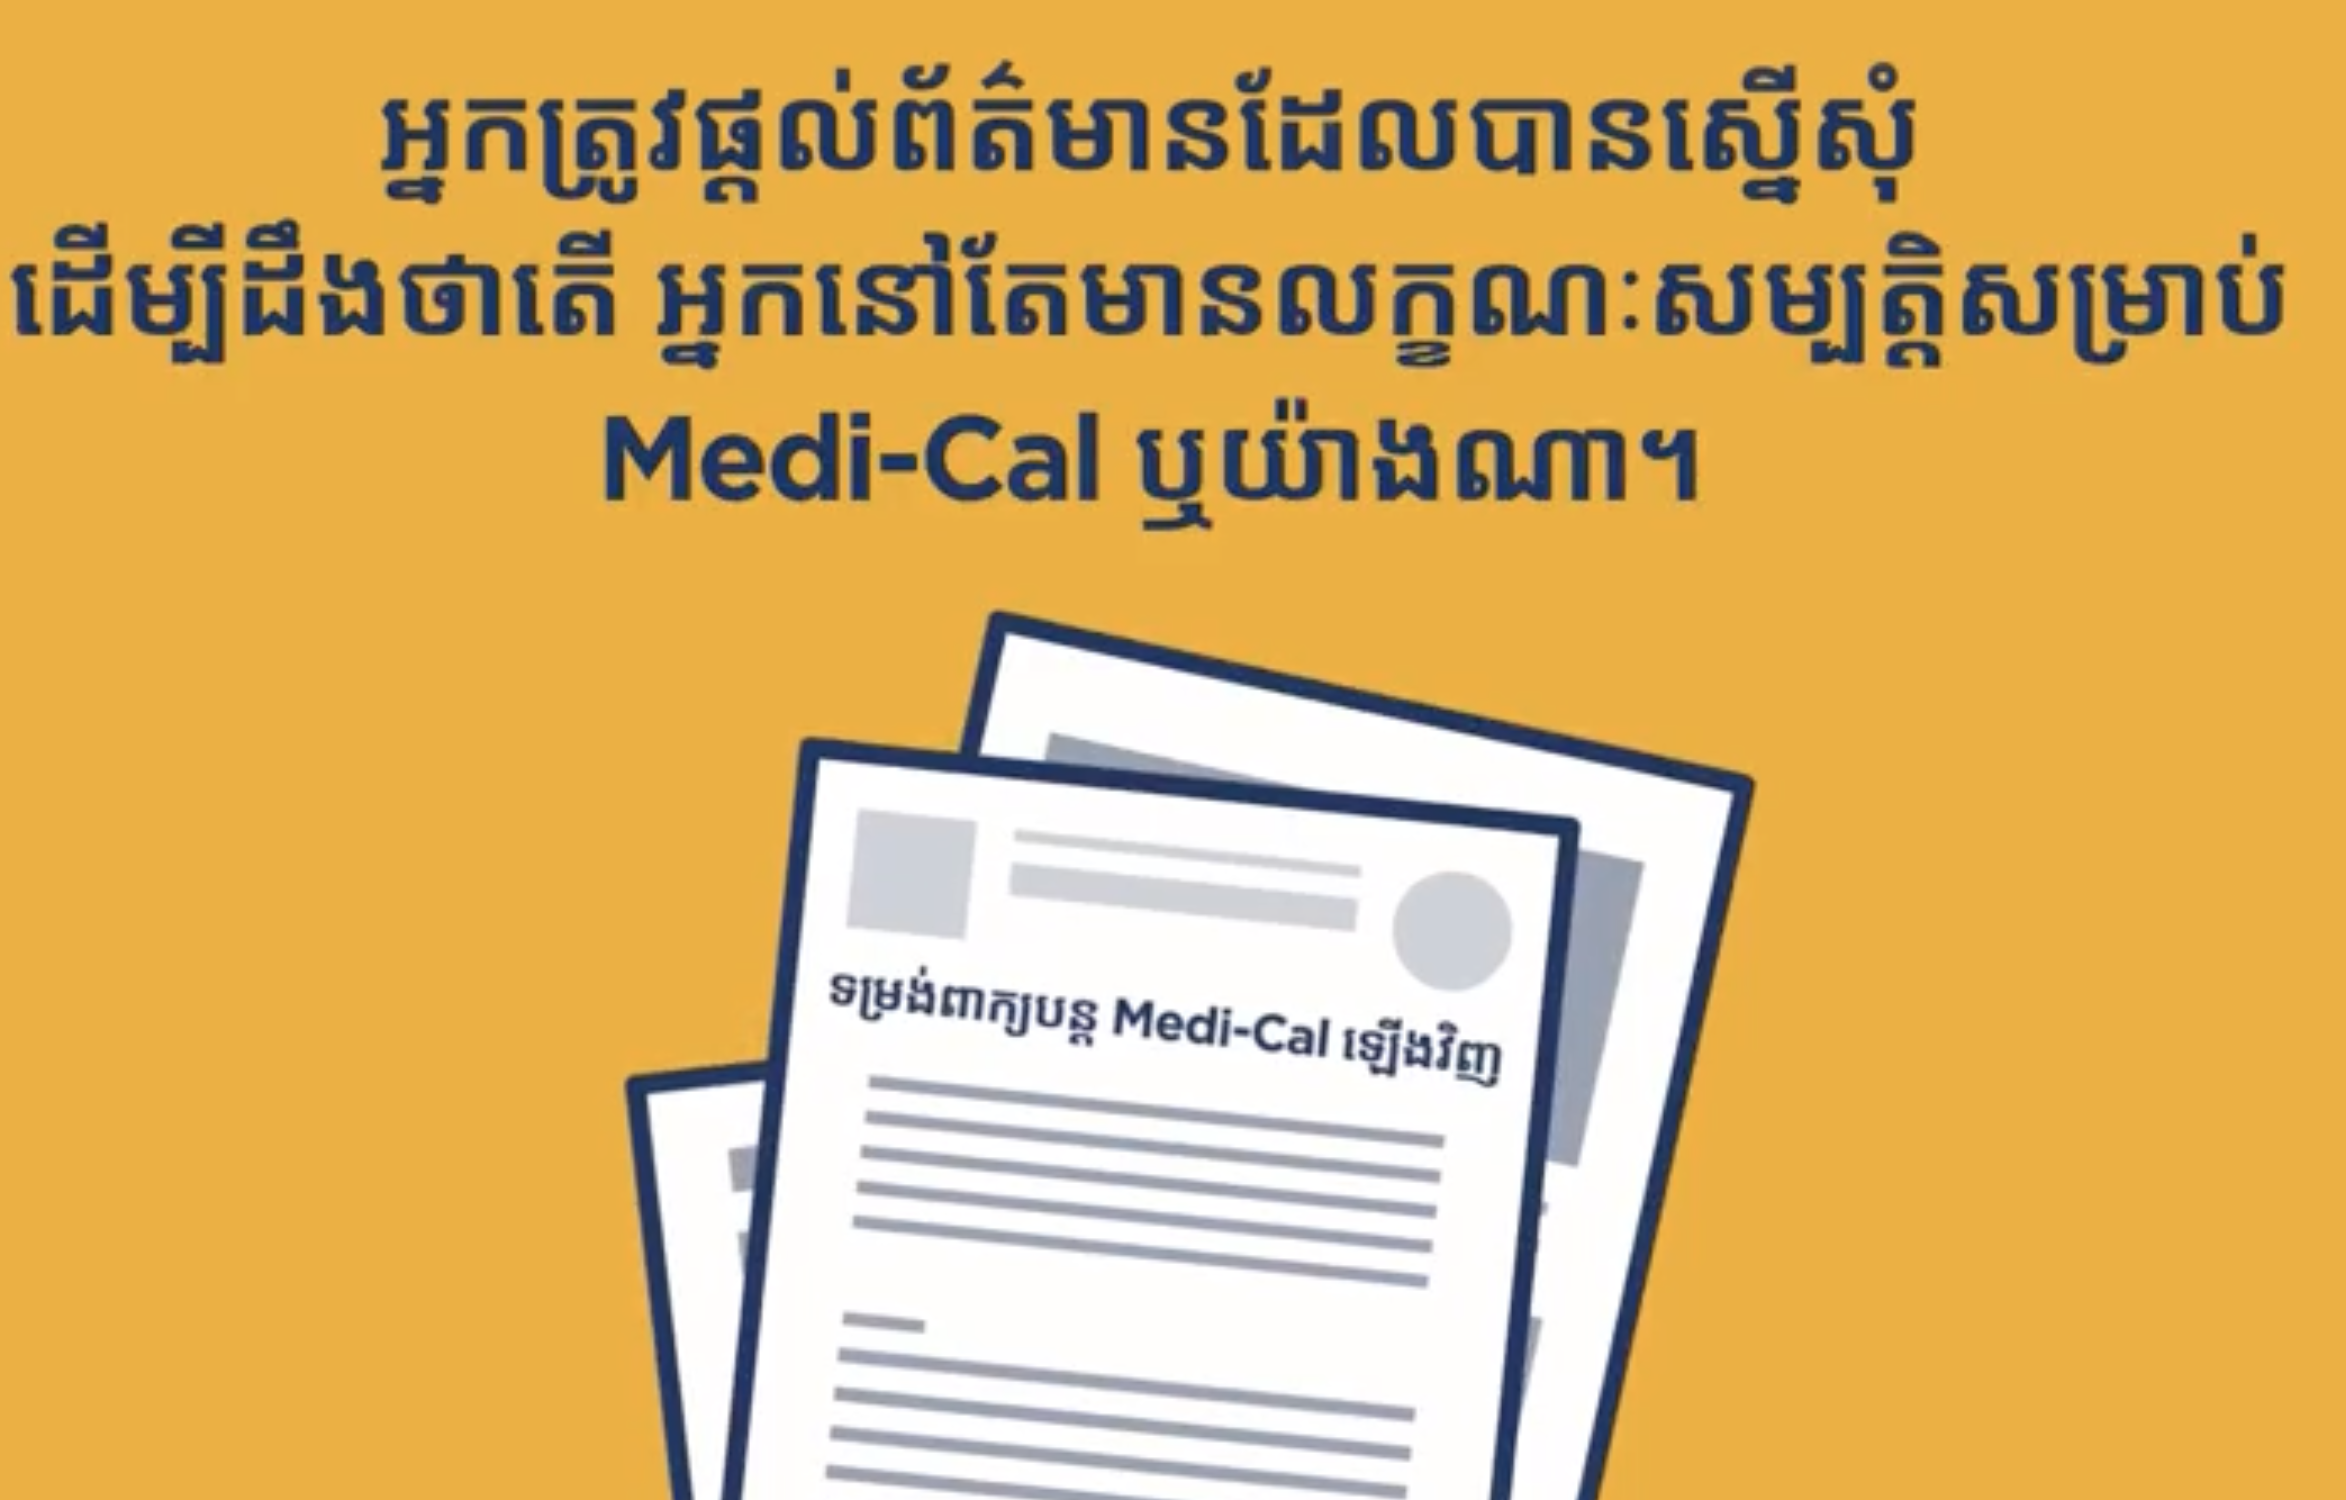 អ្នកត្រូវផ្តល់ព័ត៌មានដែលបានស្នើសុំ
ដើម្បីដឹងថាតើ អ្នកនៅតែមានលក្ខណៈសម្បត្តិសម្រាប់
Medi-Cal ឬយ៉ាងណា។
ទម្រង់ពាក្យបន្ត Medi-Cal ឡើងវិញ